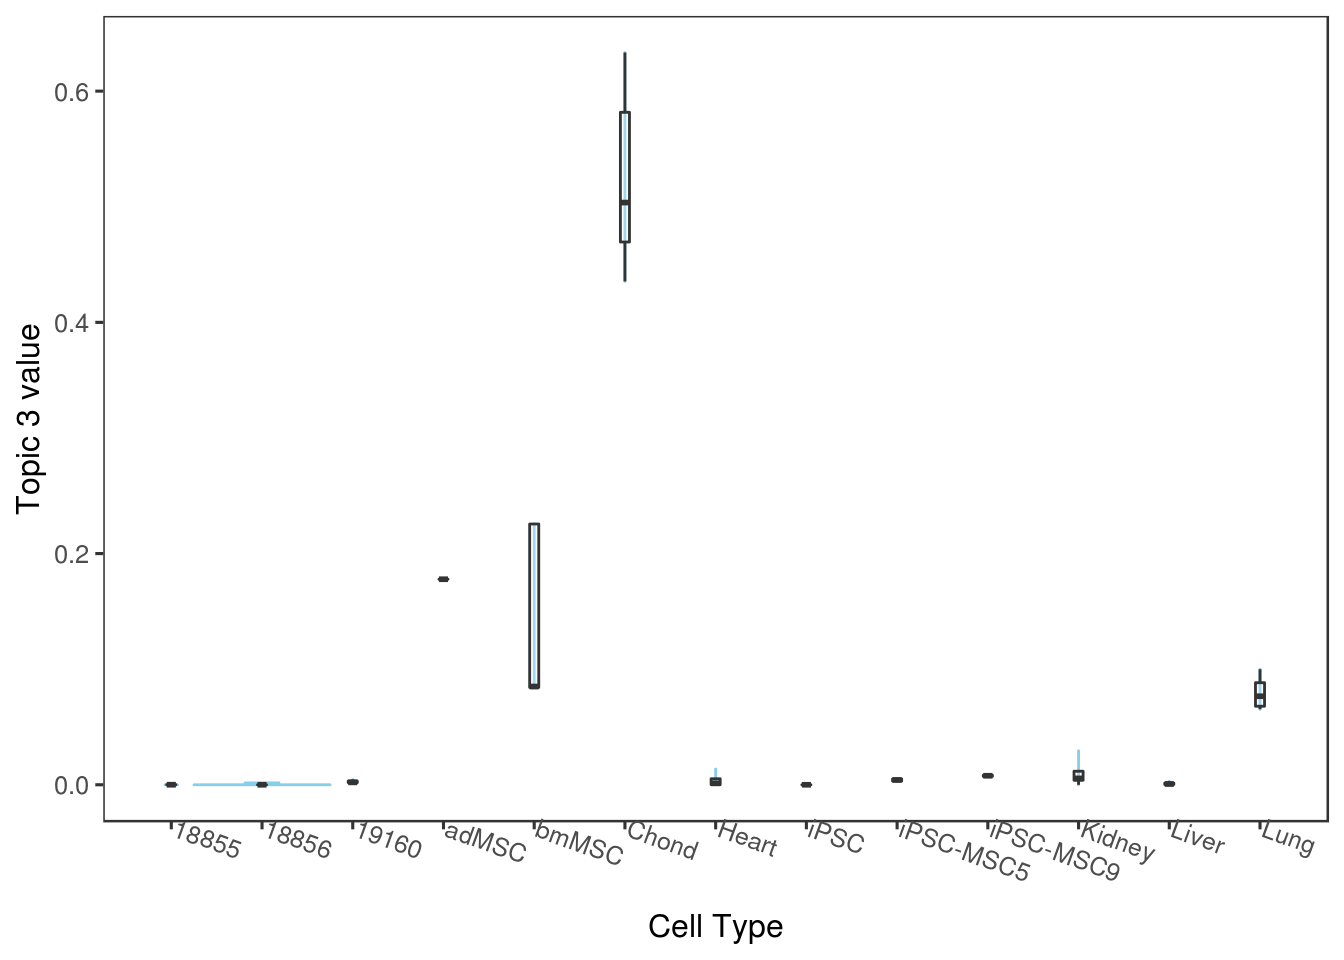 Topic 3 value
0.6
0.4
0.2
0.0
18855
18856
19160
adMSC
bmMSC
Chond
Heart
iPSC
iPSC-MSC5
iPSC-MSC9
Kidney
Liver
Lung
Cell Type